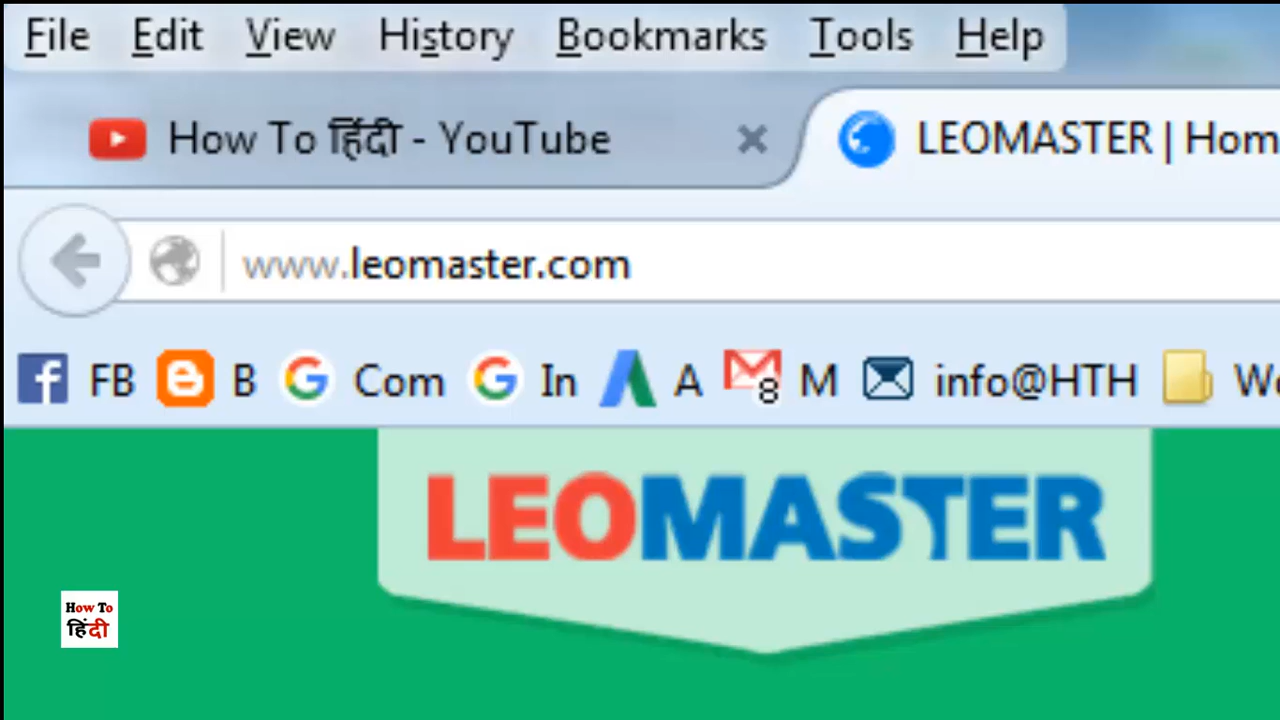 File Edit View History Bookmarks Tools Help
How To हिंदी - YouTube LEOMASTER | Hom
www.leomaster.com
FB B Com In A 8 M info@HTH We
LEOMASTER
How To
हिंदी